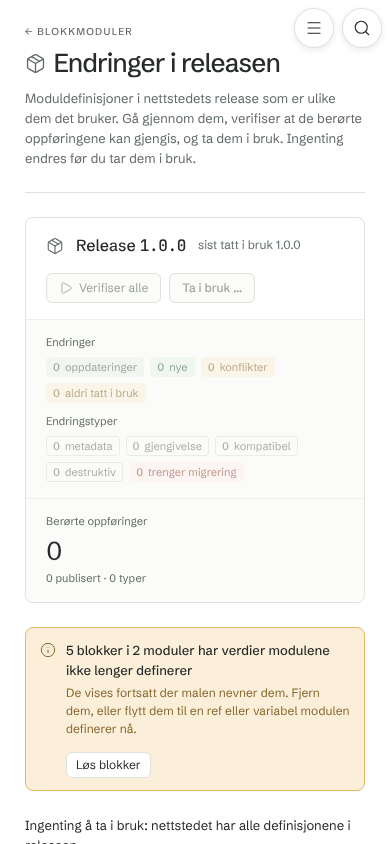 ← BLOKKMODULER
Endringer i releasen
Moduldefinisjoner i nettstedets release som er ulike
dem det bruker. Gå gjennom dem, verifiser at de berørte
oppføringene kan gjengis, og ta dem i bruk. Ingenting
endres før du tar dem i bruk.
Release 1.0.0 sist tatt i bruk 1.0.0
Verifiser alle Ta i bruk …
Endringer
0 oppdateringer 0 nye 0 konflikter
0 aldri tatt i bruk
Endringstyper
0 metadata 0 gjengivelse 0 kompatibel
0 destruktiv 0 trenger migrering
Berørte oppføringer
0
0 publisert · 0 typer
5 blokker i 2 moduler har verdier modulene
ikke lenger definerer
De vises fortsatt der malen nevner dem. Fjern
dem, eller flytt dem til en ref eller variabel modulen
definerer nå.
Løs blokker
Ingenting å ta i bruk: nettstedet har alle definisjonene i